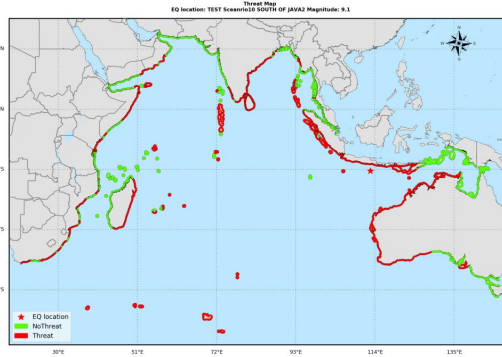 Threat Map
EQ location: TEST Sceanrio10 SOUTH OF JAVA2 Magnitude: 9.1
N
EQ location
NoThreat
Threat
30°E
51°E
72°E
93°E
114°E
135°E